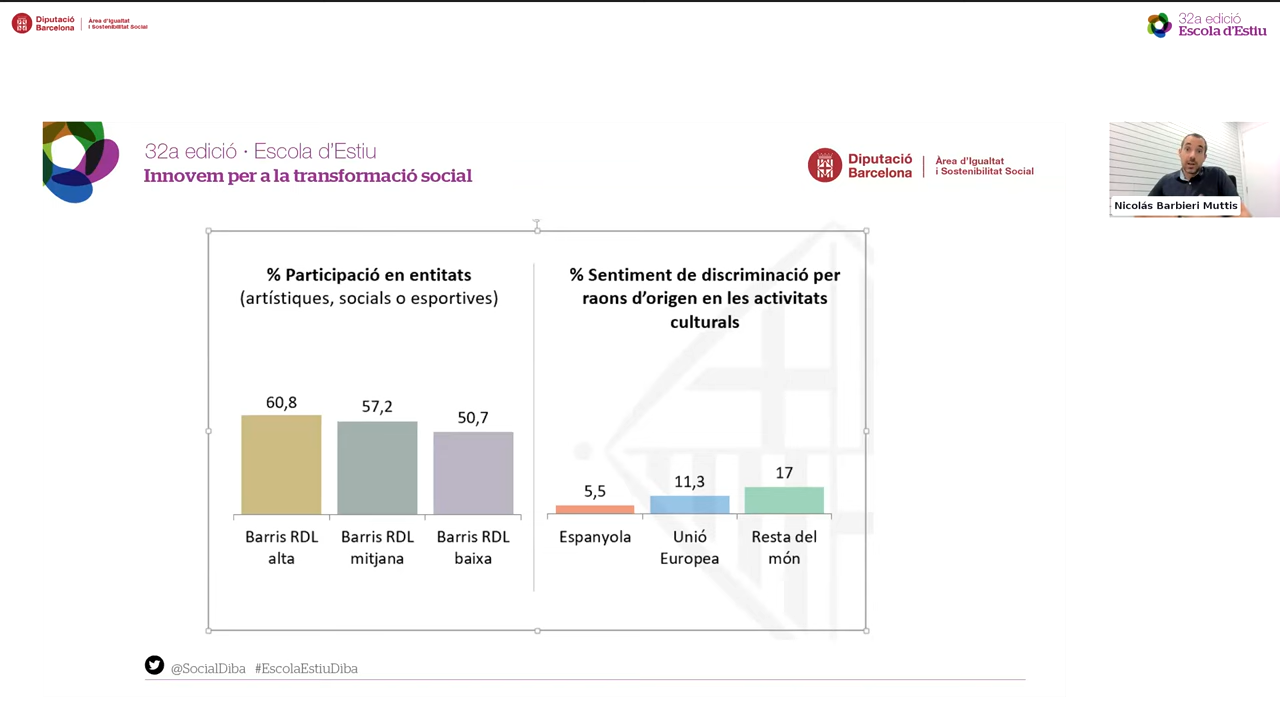 Diputació
Barcelona
Àrea d'Igualtat
i Sostenibilitat Social
32a edició
Escola d'Estiu
32a edició · Escola d'Estiu
Innovem per a la transformació social
Diputació
Barcelona
Àrea d'Igualtat
i Sostenibilitat Social
Nicolás Barbieri Muttis
% Participació en entitats
(artístiques, socials o esportives)
60,8
57,2
50,7
Barris RDL
alta
Barris RDL
mitjana
Barris RDL
baixa
% Sentiment de discriminació per
raons d'origen en les activitats
culturals
5,5
11,3
17
Espanyola
Unió
Europea
Resta del
món
@SocialDiba #EscolaEstiuDiba